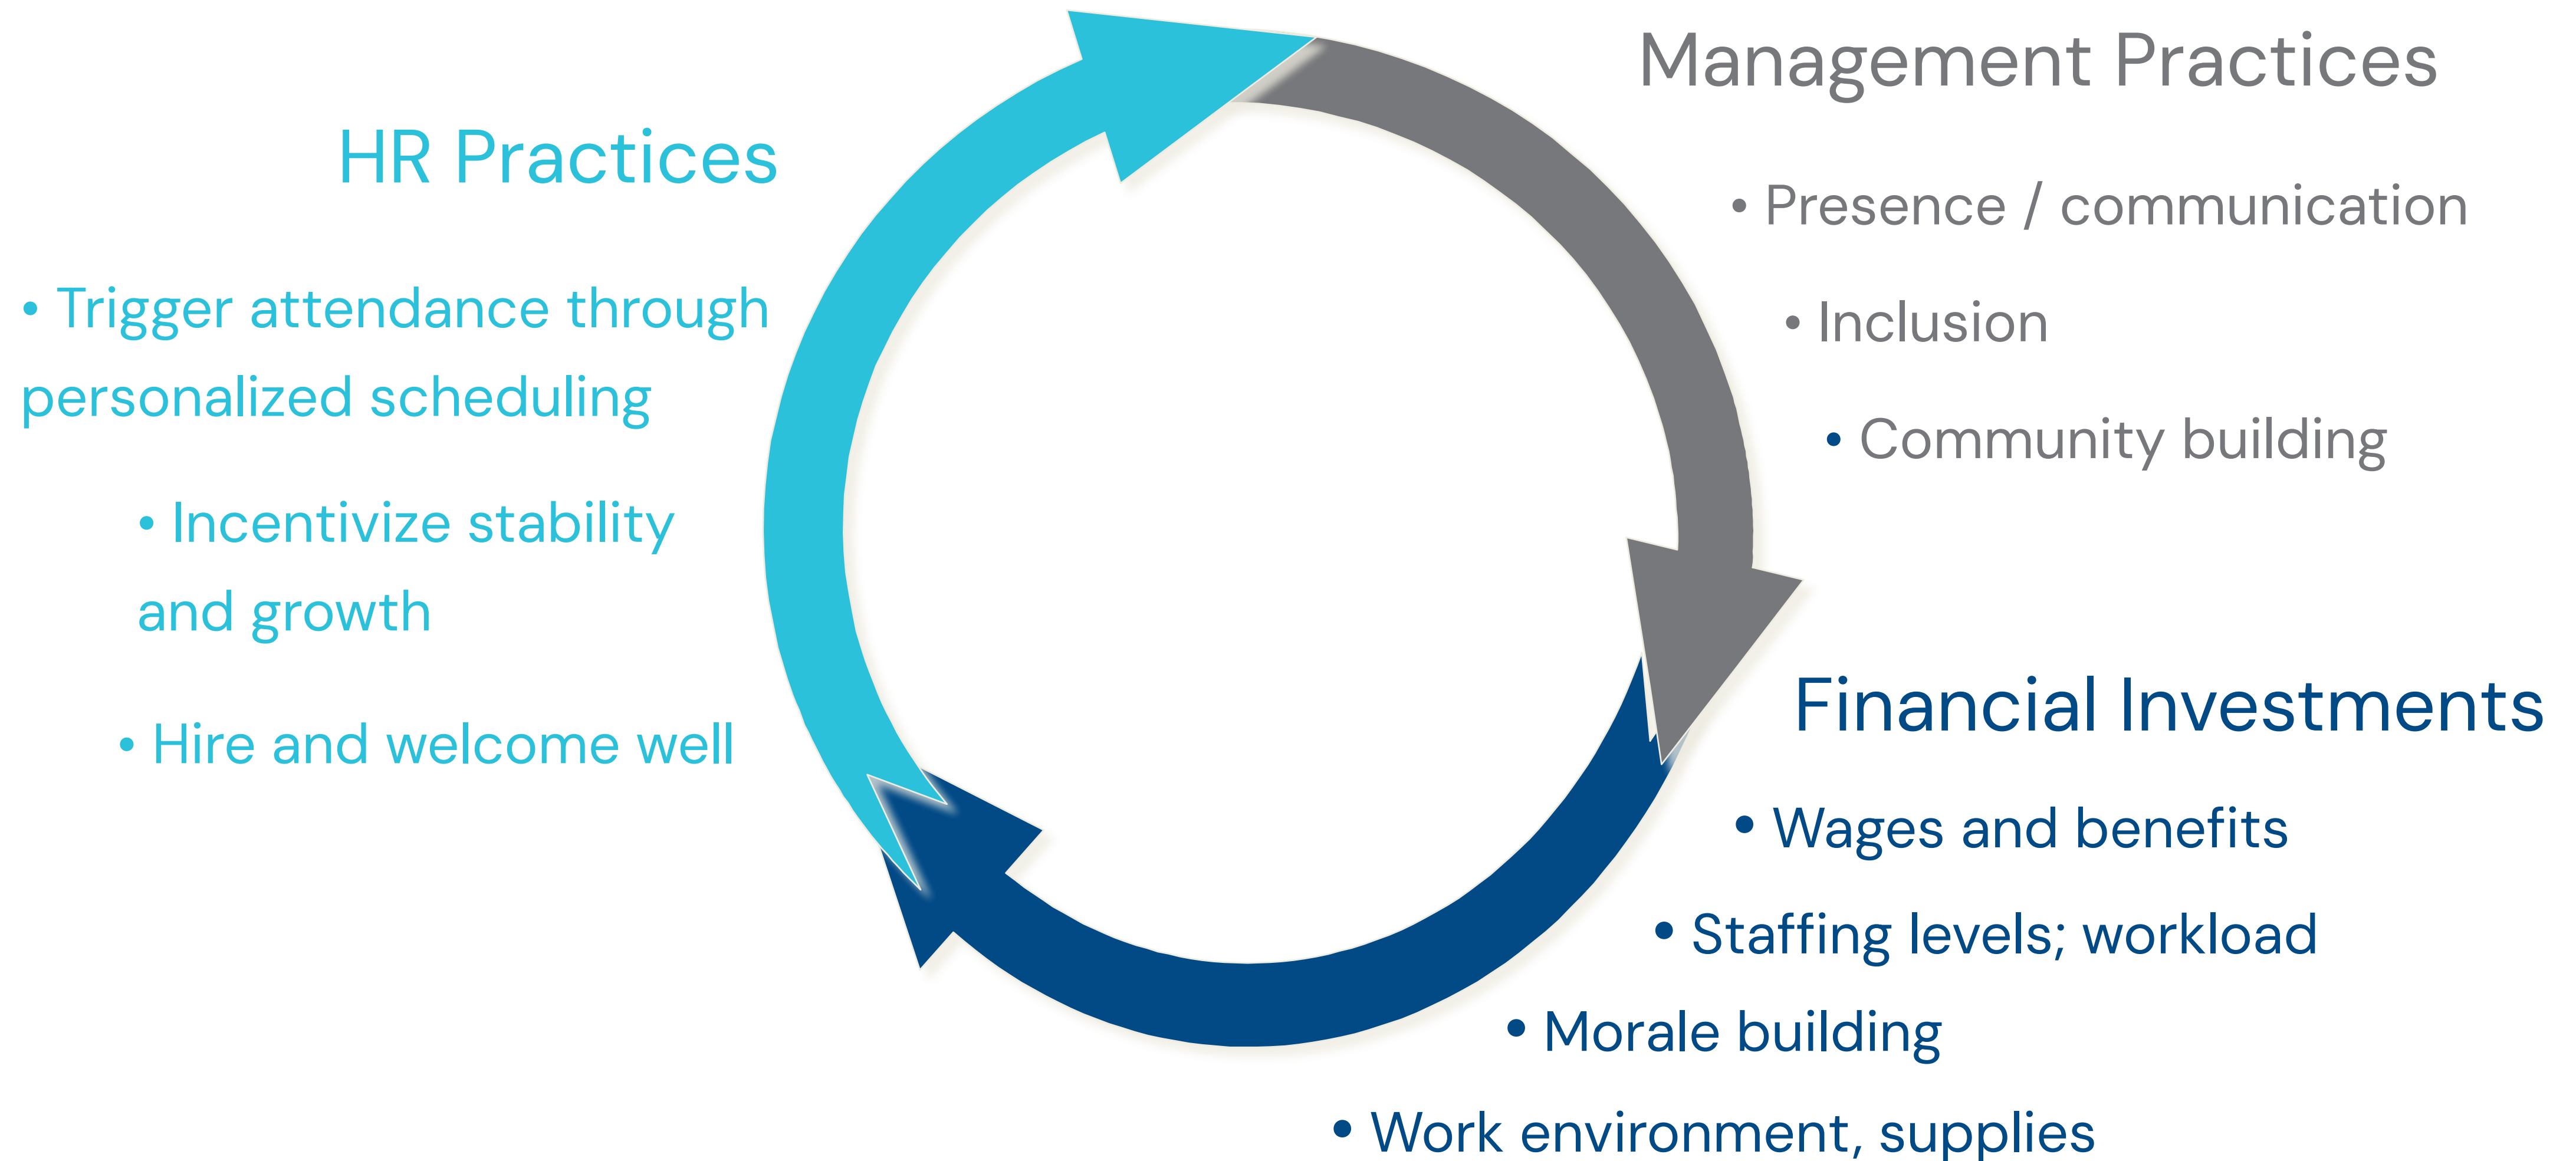 HR Practices
• Trigger attendance through
personalized scheduling
• Incentivize stability
and growth
• Hire and welcome well
Management Practices
• Presence / communication
• Inclusion
• Community building
Financial Investments
• Wages and benefits
• Staffing levels; workload
• Morale building
• Work environment, supplies